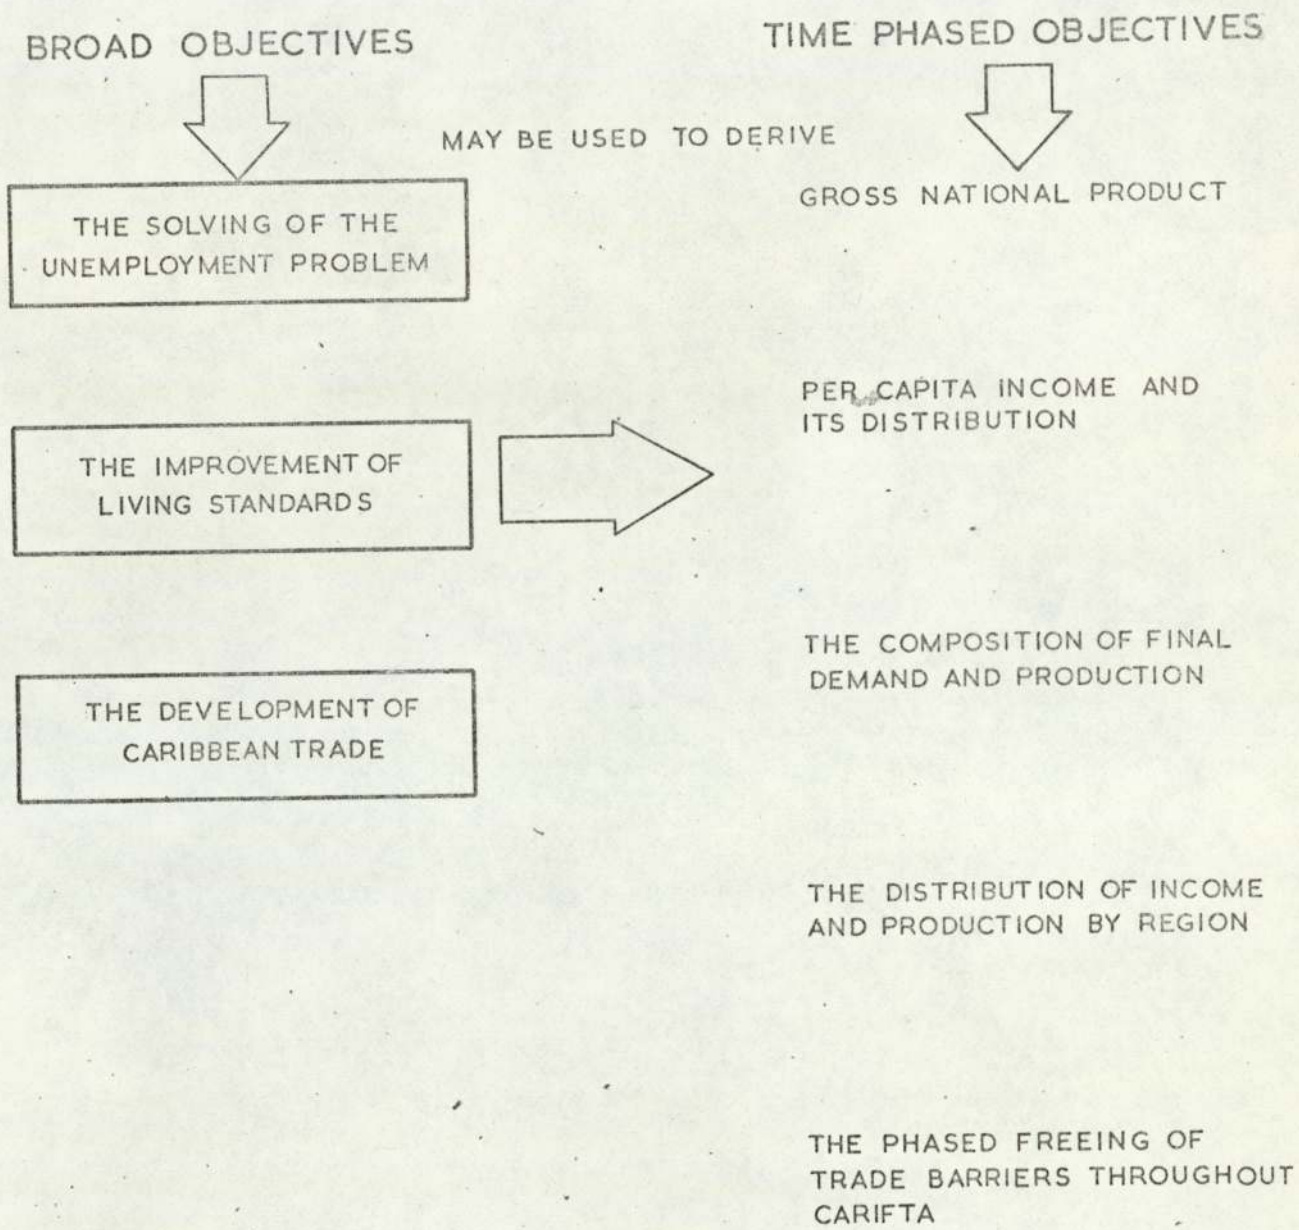 BROAD OBJECTIVES
TIME PHASED OBJECTIVES
MAY BE USED TO DERIVE
THE SOLVING OF THE
UNEMPLOYMENT PROBLEM
THE IMPROVEMENT OF
LIVING STANDARDS
THE DEVELOPMENT OF
CARIBBEAN TRADE
GROSS NATIONAL PRODUCT
PER CAPITA INCOME AND
ITS DISTRIBUTION
THE COMPOSITION OF FINAL
DEMAND AND PRODUCTION
THE DISTRIBUTION OF INCOME
AND PRODUCTION BY REGION
THE PHASED FREEING OF
TRADE BARRIERS THROUGHOUT
CARIFTA